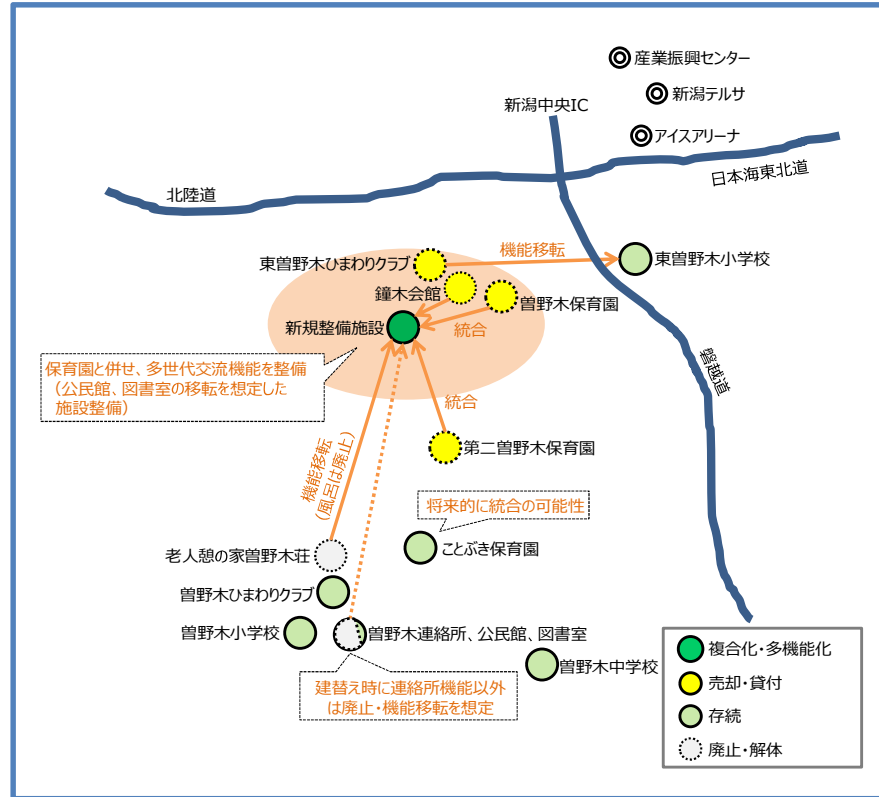 産業振興センター
新潟中央IC
新潟テルサ
アイスアリーナ
日本海東北道
北陸道
機能移転
東曽野木ひまわりクラブ
東曽野木小学校
鐘木会館
曽野木保育園
新規整備施設
統合
保育園と併せ、多世代交流機能を整備
（公民館、図書室の移転を想定した
施設整備）
磐越道
統合
第二曽野木保育園
機能移転
（風呂は廃止）
将来的に統合の可能性
老人憩の家曽野木荘
ことぶき保育園
曽野木ひまわりクラブ
曽野木小学校
曽野木連絡所、公民館、図書室
曽野木中学校
建替え時に連絡所機能以外
は廃止・機能移転を想定
複合化・多機能化
売却・貸付
存続
廃止・解体